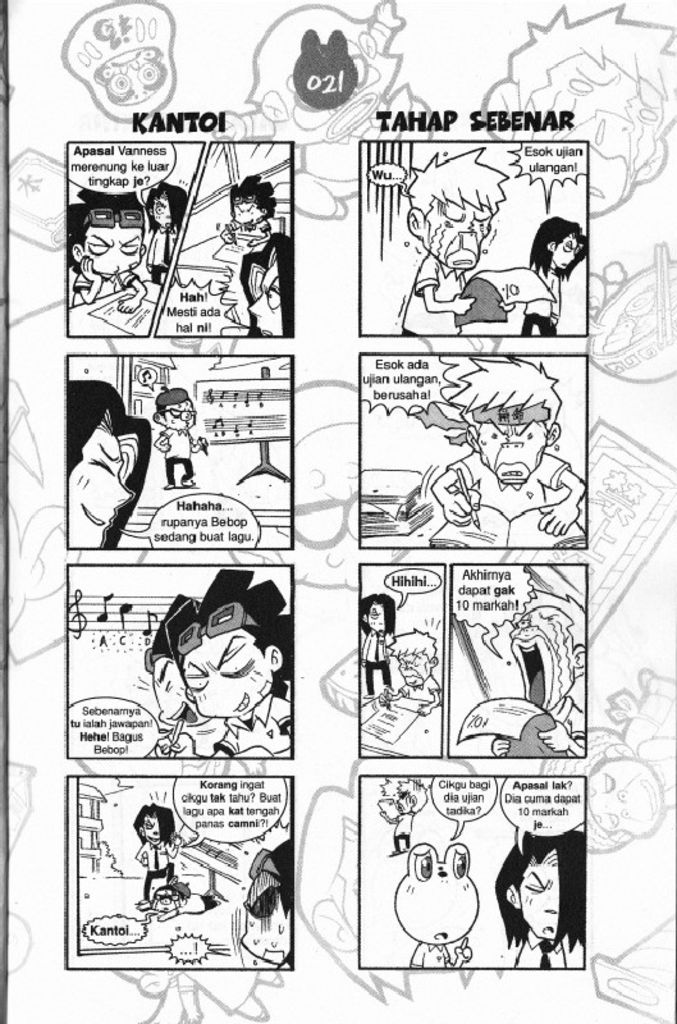 021
KANTOI
Apasal Vanness
merenung ke luar
tingkap je?
Hah!
Mesti ada
hal ni!
Hahaha...
rupanya Bebop
sedang buat lagu.
A C D
Sebenarnya
tu ialah jawapan!
Hehe! Bagus
Bebop!
Korang ingat
cikgu tak tahu? Buat
lagu apa kat tengah
panas camni?!
Kantoi...
...!
TAHAP SEBENAR
Wu...
Esok ujian
ulangan!
10
Esok ada
ujian ulangan,
berusaha!
Hihihi...
Akhirnya
dapat gak
10 markah!
10
Cikgu bagi
dia ujian
tadika?
Apasal lak?
Dia cuma dapat
10 markah
je...